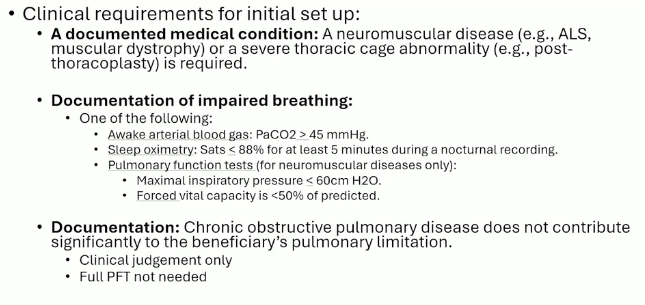 • Clinical requirements for initial set up:
• A documented medical condition: A neuromuscular disease (e.g., ALS,
muscular dystrophy) or a severe thoracic cage abnormality (e.g., post-
thoracoplasty) is required.
• Documentation of impaired breathing:
• One of the following:
• Awake arterial blood gas: PaCO2 ≥ 45 mmHg.
• Sleep oximetry: Sats ≤ 88% for at least 5 minutes during a nocturnal recording.
• Pulmonary function tests (for neuromuscular diseases only):
• Maximal inspiratory pressure ≤ 60cm H2O.
• Forced vital capacity is <50% of predicted.
• Documentation: Chronic obstructive pulmonary disease does not contribute
significantly to the beneficiary’s pulmonary limitation.
• Clinical judgement only
• Full PFT not needed